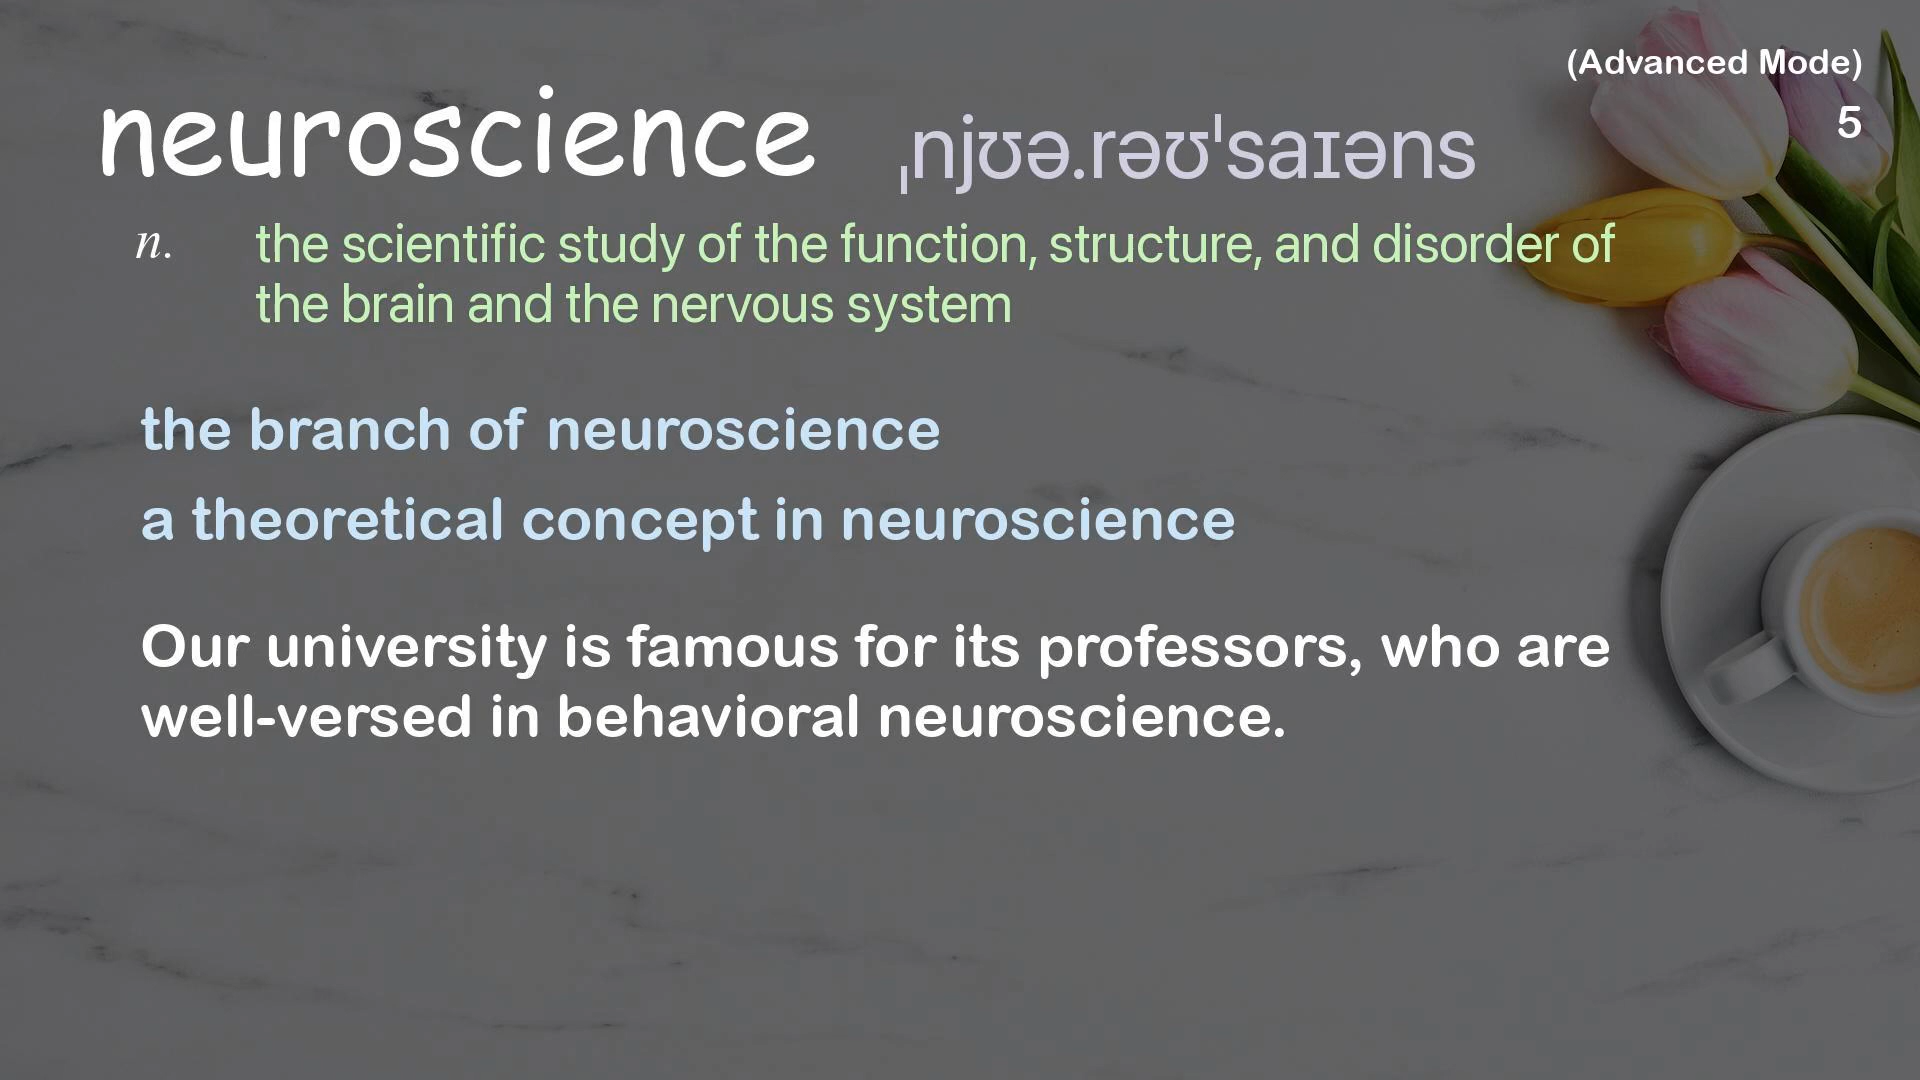 (Advanced Mode)
neuroscience ˌnjʊə.rəʊˈsaɪəns
5
n. the scientific study of the function, structure, and disorder of
the brain and the nervous system
the branch of neuroscience
a theoretical concept in neuroscience
Our university is famous for its professors, who are
well-versed in behavioral neuroscience.